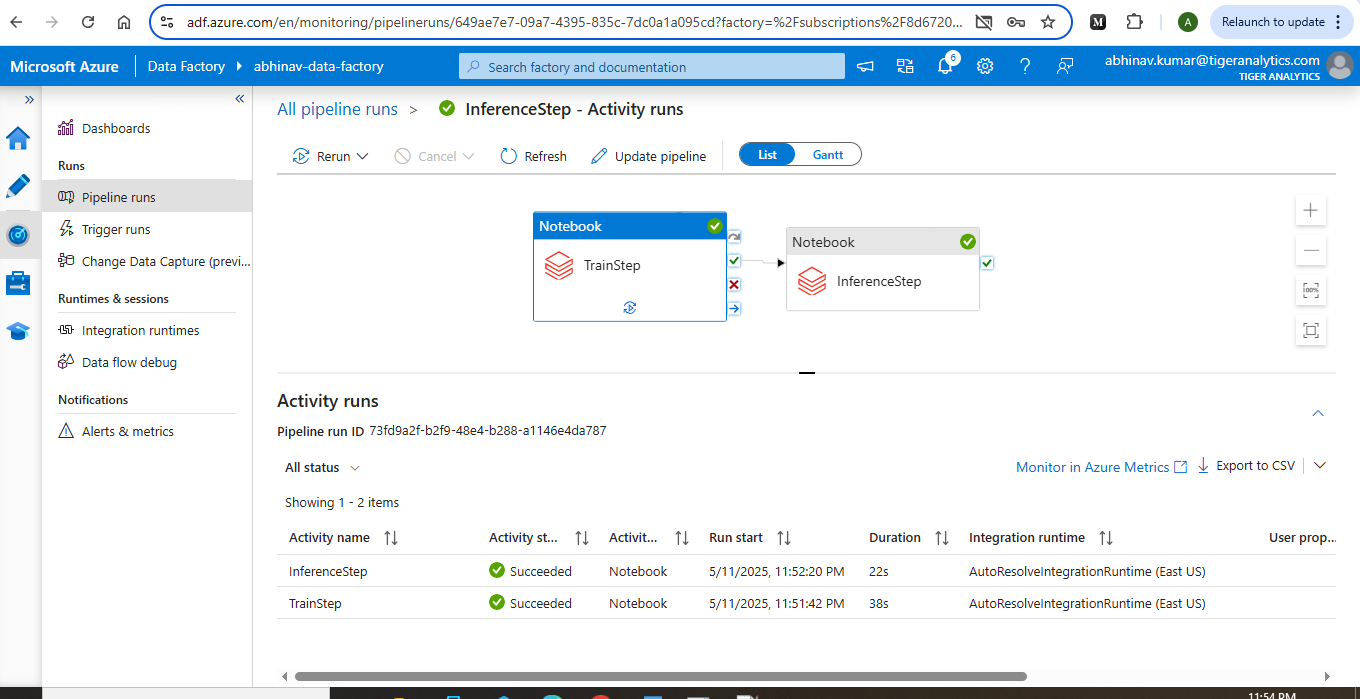 adf.azure.com/en/monitoring/pipelineruns/649ae7e7-09a7-4395-835c-7dc0a1a095cd?factory=%2Fsubscriptions%2F8d6720...
M
A
Relaunch to update
Microsoft Azure
Data Factory
abhinav-data-factory
Search factory and documentation
6
abhinav.kumar@tigeranalytics.com
TIGER ANALYTICS
Dashboards
Runs
Pipeline runs
Trigger runs
Change Data Capture (previ...
Runtimes & sessions
Integration runtimes
Data flow debug
Notifications
Alerts & metrics
All pipeline runs > InferenceStep - Activity runs
Rerun
Cancel
Refresh
Update pipeline
List
Gantt
Notebook
TrainStep
Notebook
InferenceStep
100%
Activity runs
Pipeline run ID 73fd9a2f-b2f9-48e4-b288-a1146e4da787
All status
Monitor in Azure Metrics
Export to CSV
Showing 1 - 2 items
Activity name Activity st... Activit... Run start Duration Integration runtime User prop...
InferenceStep Succeeded Notebook 5/11/2025, 11:52:20 PM 22s AutoResolveIntegrationRuntime (East US)
TrainStep Succeeded Notebook 5/11/2025, 11:51:42 PM 38s AutoResolveIntegrationRuntime (East US)
11:54 PM